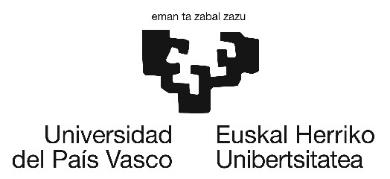 eman ta zabal zazu
Universidad
del País Vasco
Euskal Herriko
Unibertsitatea